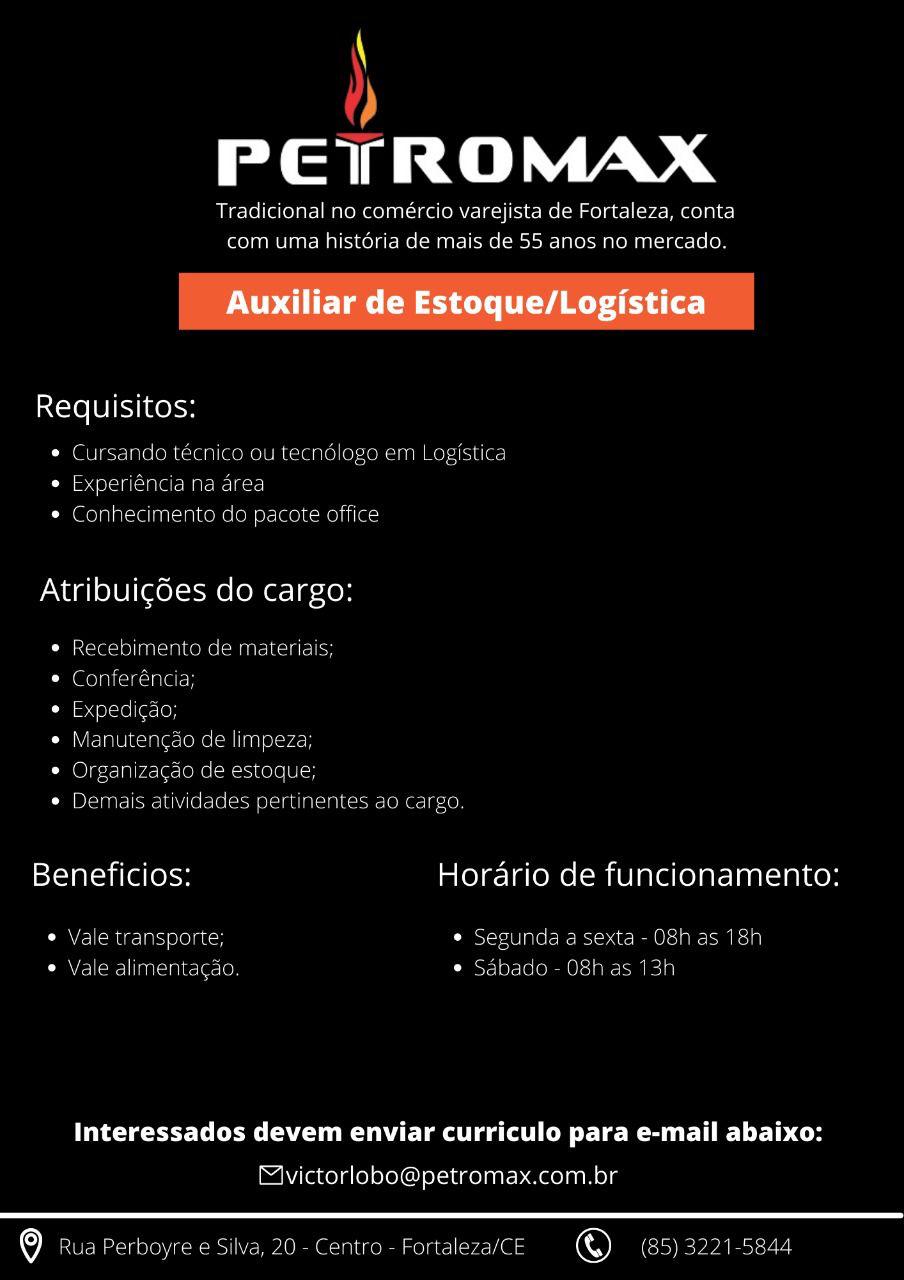 PETROMAX
Tradicional no comércio varejista de Fortaleza, conta
com uma história de mais de 55 anos no mercado.
Auxiliar de Estoque/Logística
Requisitos:
• Cursando técnico ou tecnólogo em Logística
• Experiência na área
• Conhecimento do pacote office
Atribuições do cargo:
• Recebimento de materiais;
• Conferência;
• Expedição;
• Manutenção de limpeza;
• Organização de estoque;
• Demais atividades pertinentes ao cargo.
Beneficios:
• Vale transporte;
• Vale alimentação.
Horário de funcionamento:
• Segunda a sexta - 08h as 18h
• Sábado - 08h as 13h
Interessados devem enviar curriculo para e-mail abaixo:
victorlobo@petromax.com.br
Rua Perboyre e Silva, 20 - Centro - Fortaleza/CE
(85) 3221-5844